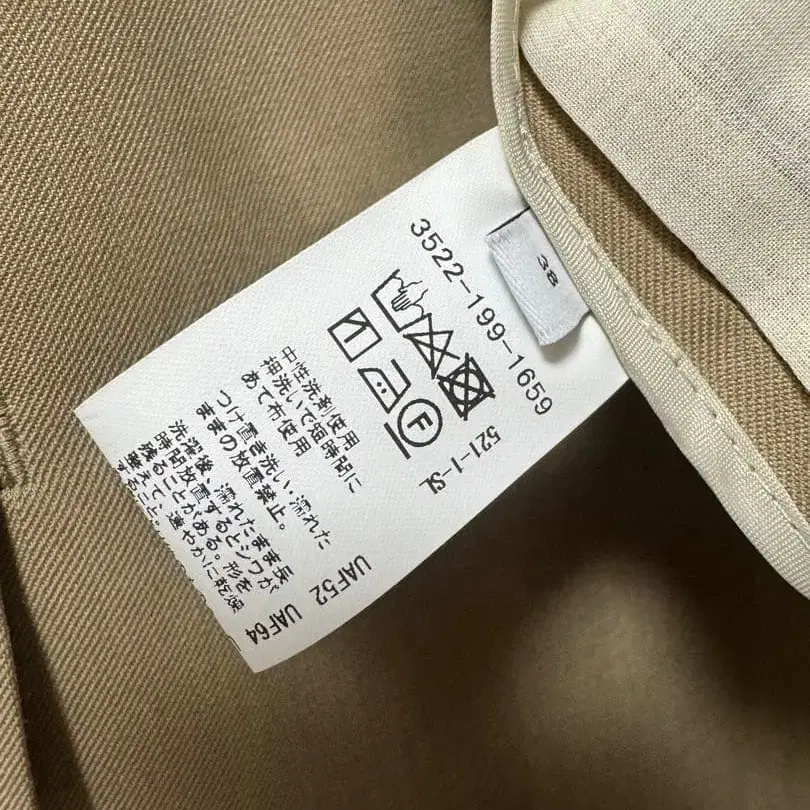 38
3522-199-1659
F
521-1-SL
中性洗剤使用
押洗いで短時間に
あて布使用
つけ置き洗い・濡れた
ままの放置禁止。
洗濯後、濡れたまま長
時間放置するとシワが
残ることがある。形を
整えて、速やかに乾燥
すること。
UAF52
UAF64